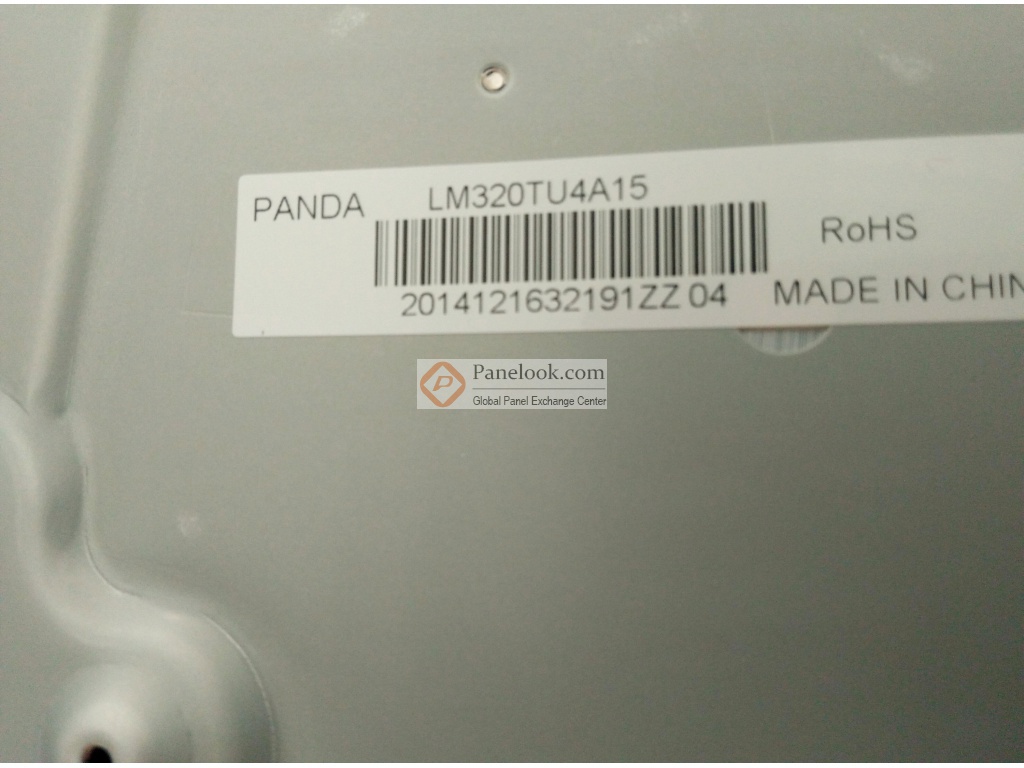 PANDA LM320TU4A15
RoHS
2014121632191ZZ 04
MADE IN CHIN
Panelook.com
Global Panel Exchange Center